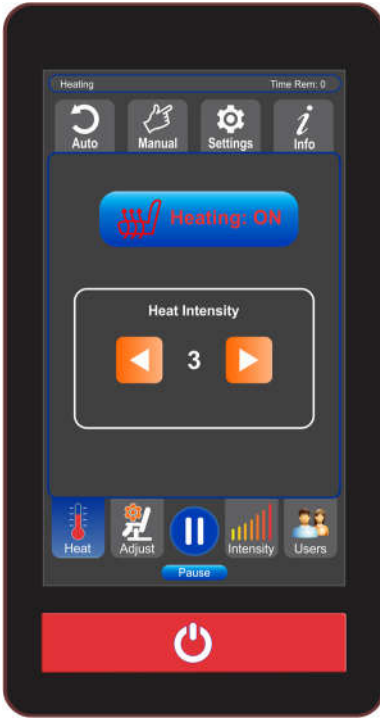 Heating Time Rem: 0
Auto Manual Settings Info
Heating: ON
Heat Intensity
3
Heat Adjust Intensity Users
Pause